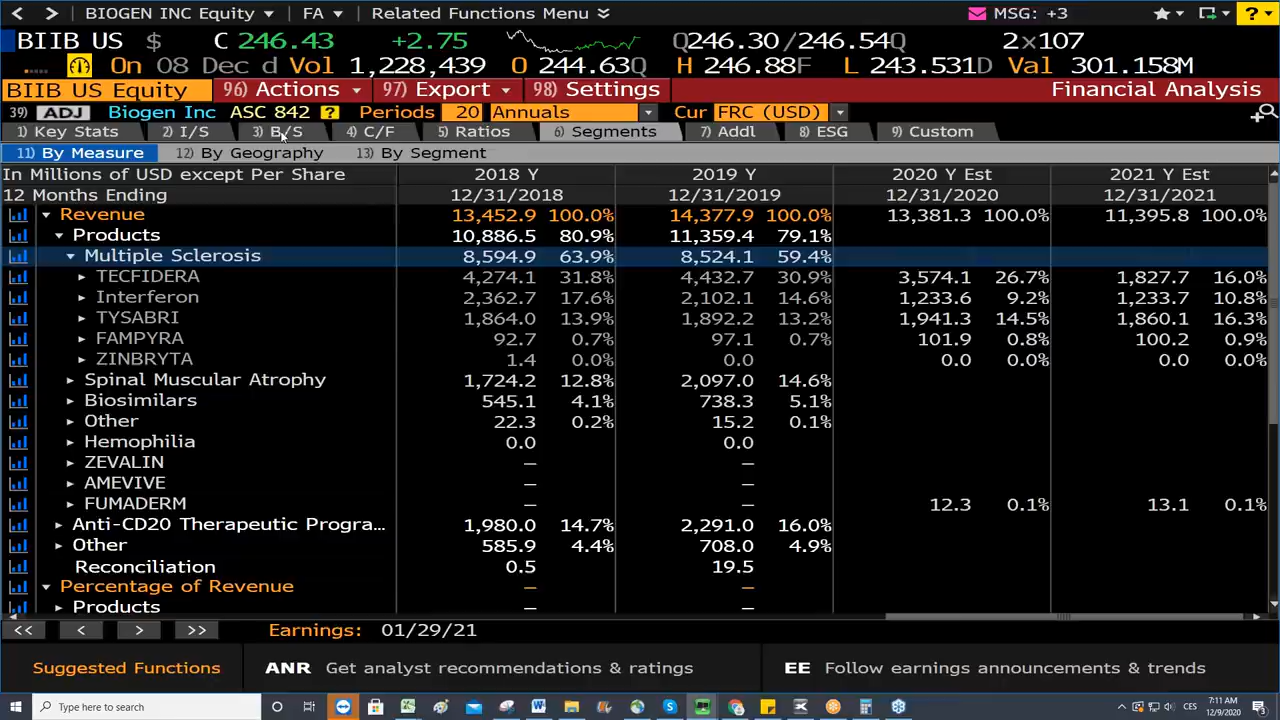 BIOGEN INC Equity FA Related Functions Menu MSG: +3 ?
BIIB US $ C 246.43 +2.75 Q246.30/246.54Q 2×107
On 08 Dec d Vol 1,228,439 O 244.63Q H 246.88F L 243.531D Val 301.158M
BIIB US Equity 96) Actions 97) Export 98) Settings Financial Analysis
39) ADJ Biogen Inc ASC 842 ? Periods 20 Annuals Cur FRC (USD)
1) Key Stats 2) I/S 3) B/S 4) C/F 5) Ratios 6) Segments 7) Addl 8) ESG 9) Custom
11) By Measure 12) By Geography 13) By Segment
In Millions of USD except Per Share 2018 Y 2019 Y 2020 Y Est 2021 Y Est
12 Months Ending 12/31/2018 12/31/2019 12/31/2020 12/31/2021
Revenue 13,452.9 100.0% 14,377.9 100.0% 13,381.3 100.0% 11,395.8 100.0%
Products 10,886.5 80.9% 11,359.4 79.1%
Multiple Sclerosis 8,594.9 63.9% 8,524.1 59.4%
TECFIDERA 4,274.1 31.8% 4,432.7 30.9% 3,574.1 26.7% 1,827.7 16.0%
Interferon 2,362.7 17.6% 2,102.1 14.6% 1,233.6 9.2% 1,233.7 10.8%
TYSABRI 1,864.0 13.9% 1,892.2 13.2% 1,941.3 14.5% 1,860.1 16.3%
FAMPYRA 92.7 0.7% 97.1 0.7% 101.9 0.8% 100.2 0.9%
ZINBRYTA 1.4 0.0% 0.0 0.0 0.0% 0.0 0.0%
Spinal Muscular Atrophy 1,724.2 12.8% 2,097.0 14.6%
Biosimilars 545.1 4.1% 738.3 5.1%
Other 22.3 0.2% 15.2 0.1%
Hemophilia 0.0 0.0
ZEVALIN – –
AMEVIVE – –
FUMADERM – – 12.3 0.1% 13.1 0.1%
Anti-CD20 Therapeutic Progra... 1,980.0 14.7% 2,291.0 16.0%
Other 585.9 4.4% 708.0 4.9%
Reconciliation 0.5 19.5
Percentage of Revenue – –
Products – –
<< < > >> Earnings: 01/29/21
Suggested Functions ANR Get analyst recommendations & ratings EE Follow earnings announcements & trends
Type here to search CES 7:11 AM
12/9/2020 3